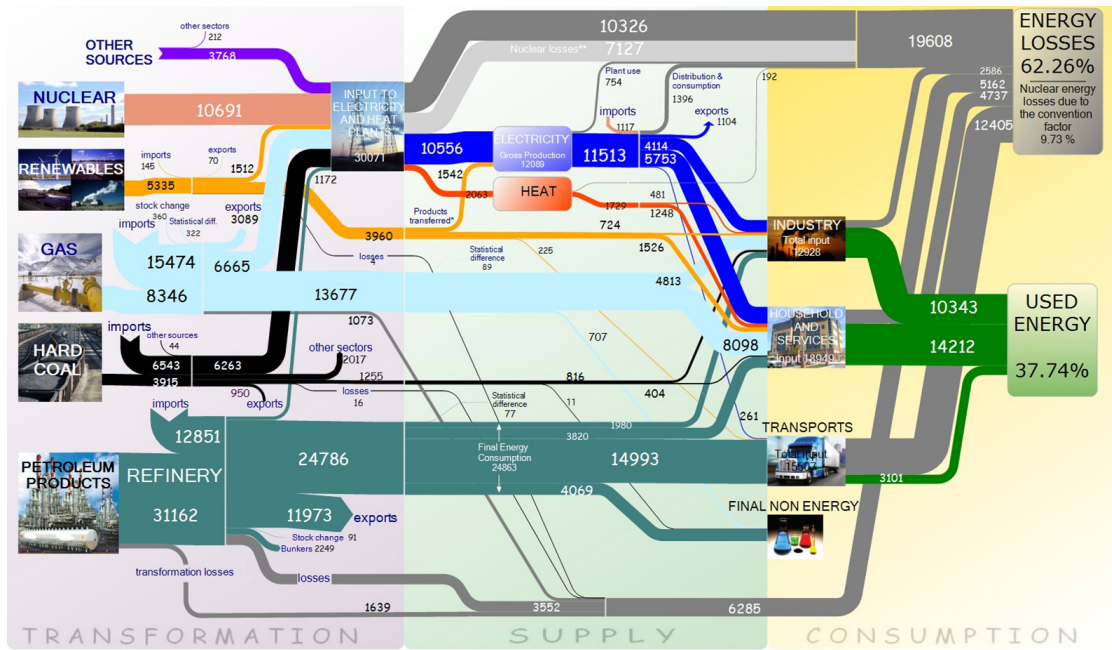 other sectors
212
OTHER
SOURCES
3768
NUCLEAR
10691
INPUT TO
ELECTRICITY
AND HEAT
PLANTS
30071
RENEWABLES
imports
145
exports
70
1512
5335
stock change
360
Statistical diff.
322
exports
3089
imports
GAS
15474
6665
8346
13677
1073
imports
other sources
44
HARD
COAL
6543
6263
3915
950
exports
other sectors
2017
1255
losses
16
imports
12851
PETROLEUM
PRODUCTS
REFINERY
31162
24786
11973
exports
Stock change 91
Bunkers 2249
transformation losses
losses
1639
3552
6285
1172
3960
losses
4
10326
Nuclear losses**
7127
Plant use
754
Distribution &
consumption
1396
192
imports
1117
exports
1104
10556
ELECTRICITY
Gross Production
12089
11513
4114
5753
1542
2063
HEAT
1729
481
1248
Products
transferred*
724
1526
Statistical
difference
89
225
4813
707
8098
816
404
11
Statistical
difference
77
1980
3820
Final Energy
Consumption
24863
14993
4069
261
INDUSTRY
Total input
12928
HOUSEHOLD
AND
SERVICES
Input 18949
TRANSPORTS
Total input
FINAL NON ENERGY
19608
2586
5162
4737
12405
ENERGY
LOSSES
62.26%
Nuclear energy
losses due to
the convention
factor
9.73 %
10343
14212
3101
USED
ENERGY
37.74%
TRANSFORMATION
SUPPLY
CONSUMPTION